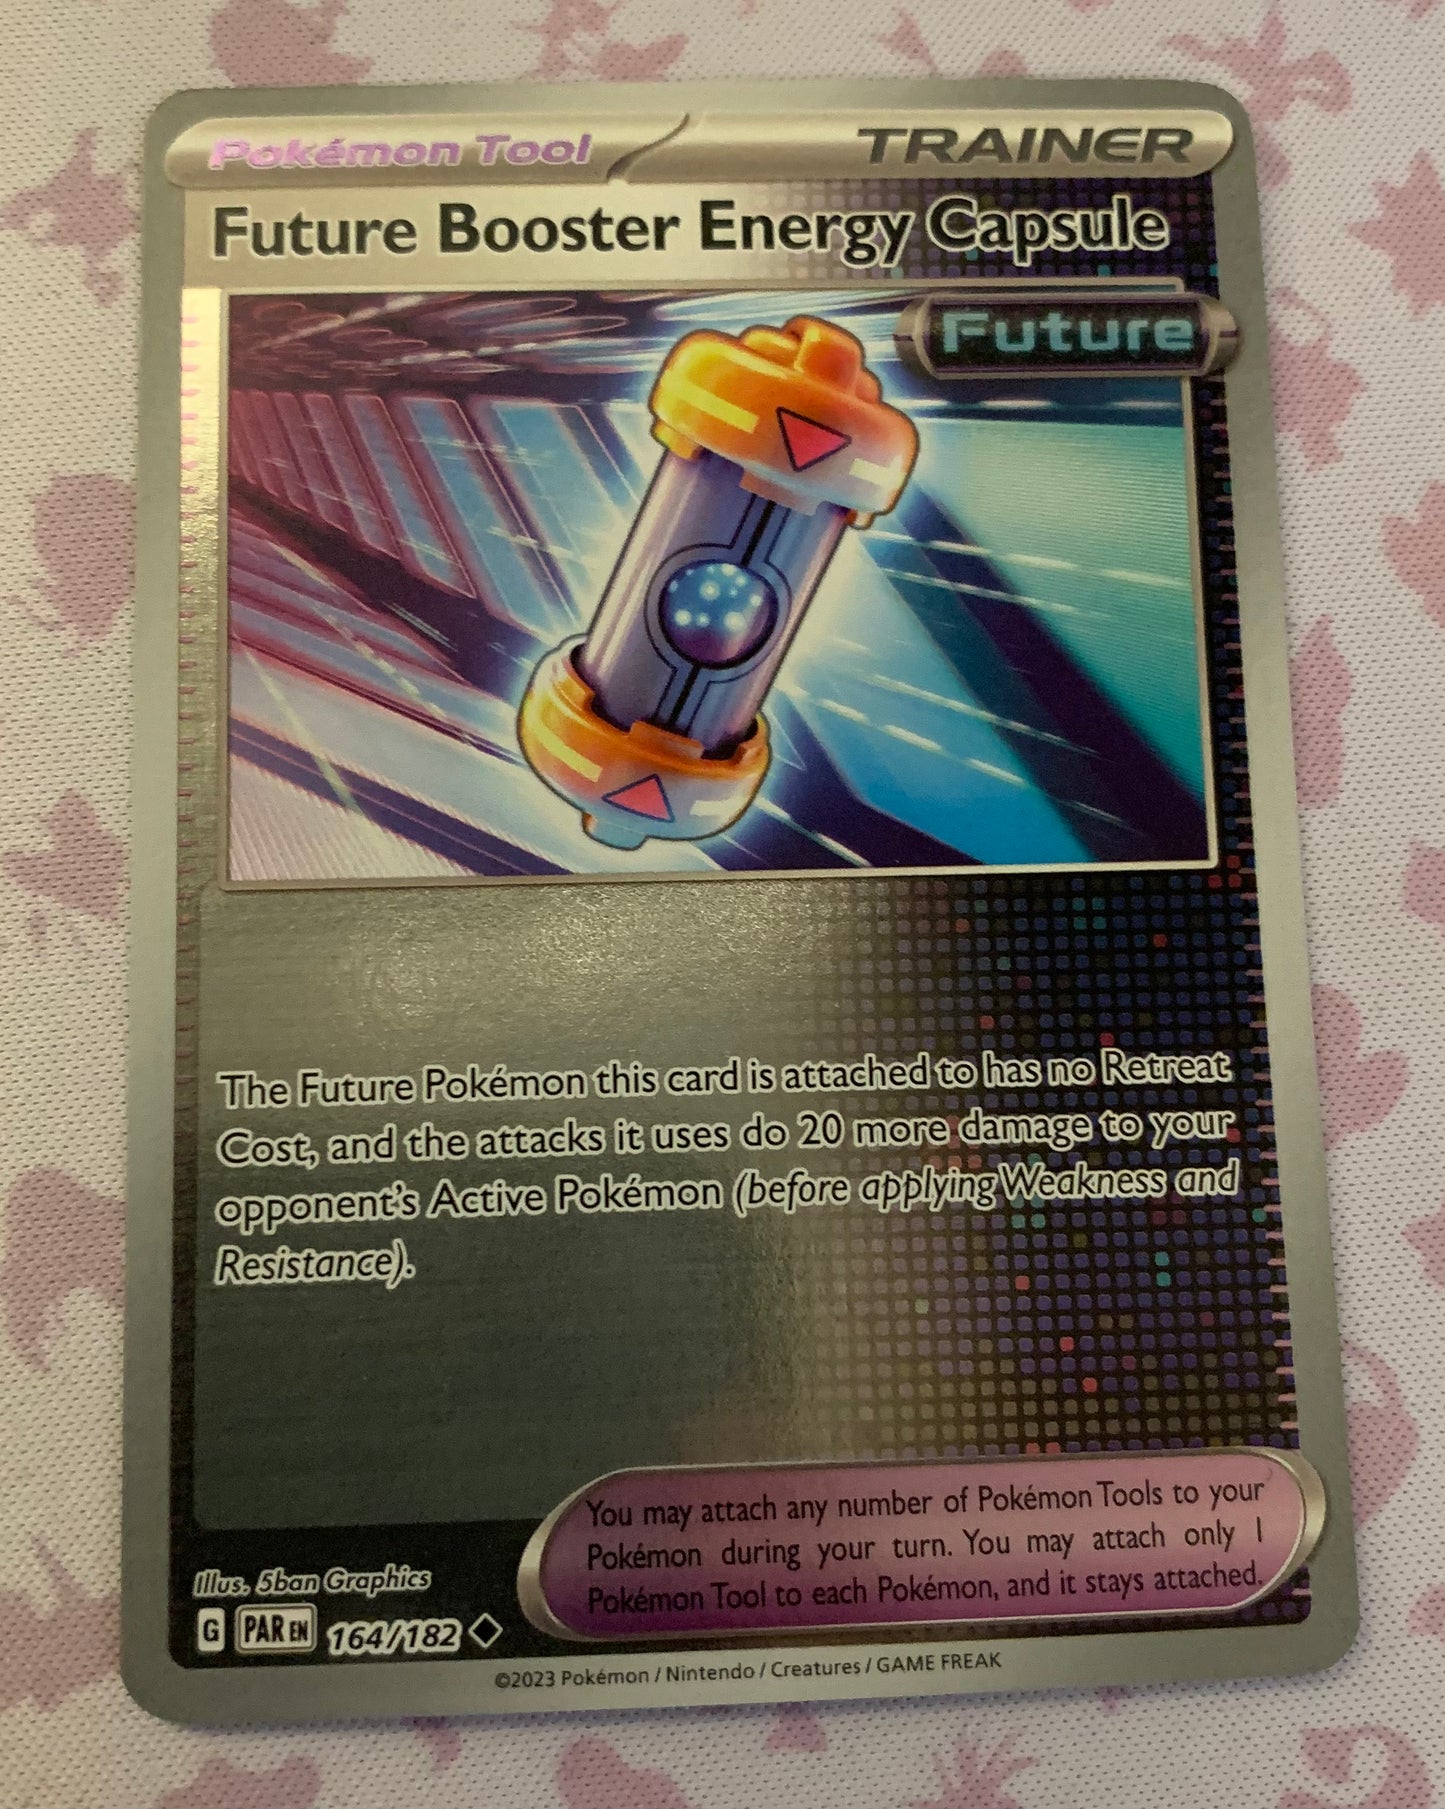 Pokémon Tool
TRAINER
Future Booster Energy Capsule
Future
The Future Pokémon this card is attached to has no Retreat
Cost, and the attacks it uses do 20 more damage to your
opponent's Active Pokémon (before applying Weakness and
Resistance).
You may attach any number of Pokémon Tools to your
Pokémon during your turn. You may attach only 1
Pokémon Tool to each Pokémon, and it stays attached.
Illus. 5ban Graphics
G PAR EN 164/182
©2023 Pokémon / Nintendo / Creatures / GAME FREAK